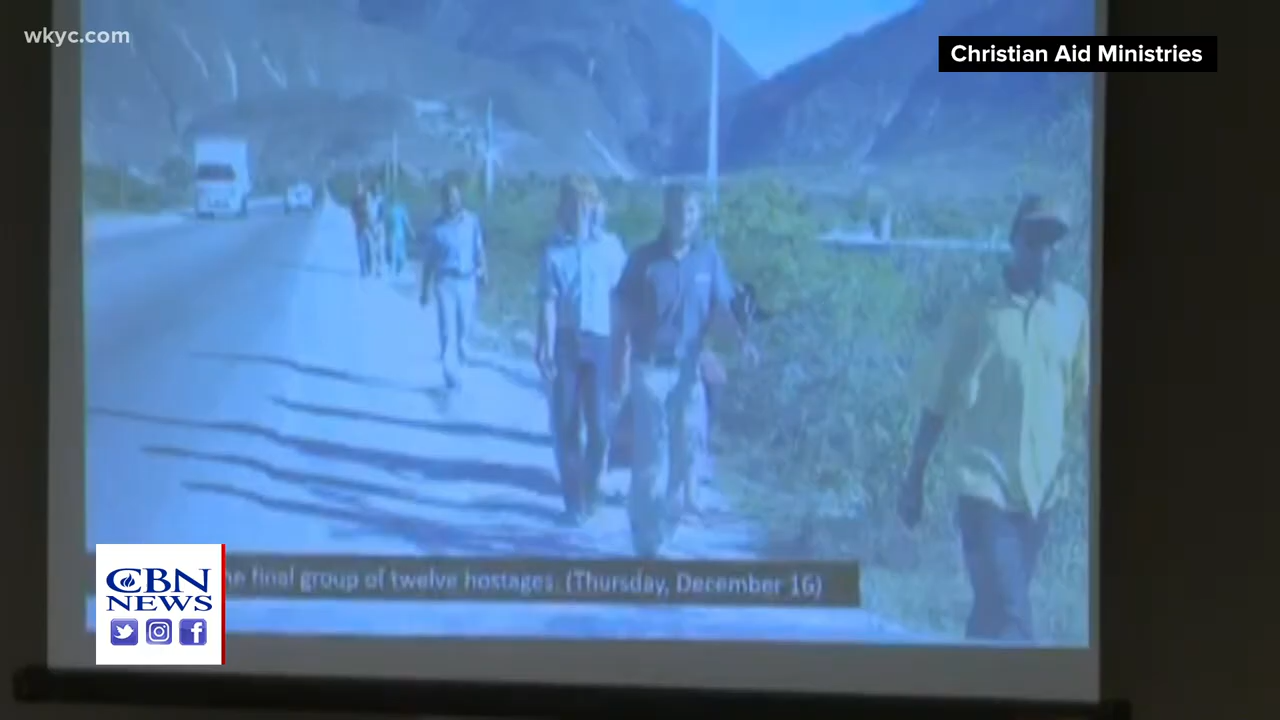 wkyc.com
Christian Aid Ministries
final group of twelve hostages. (Thursday, December 16)
CBN
NEWS